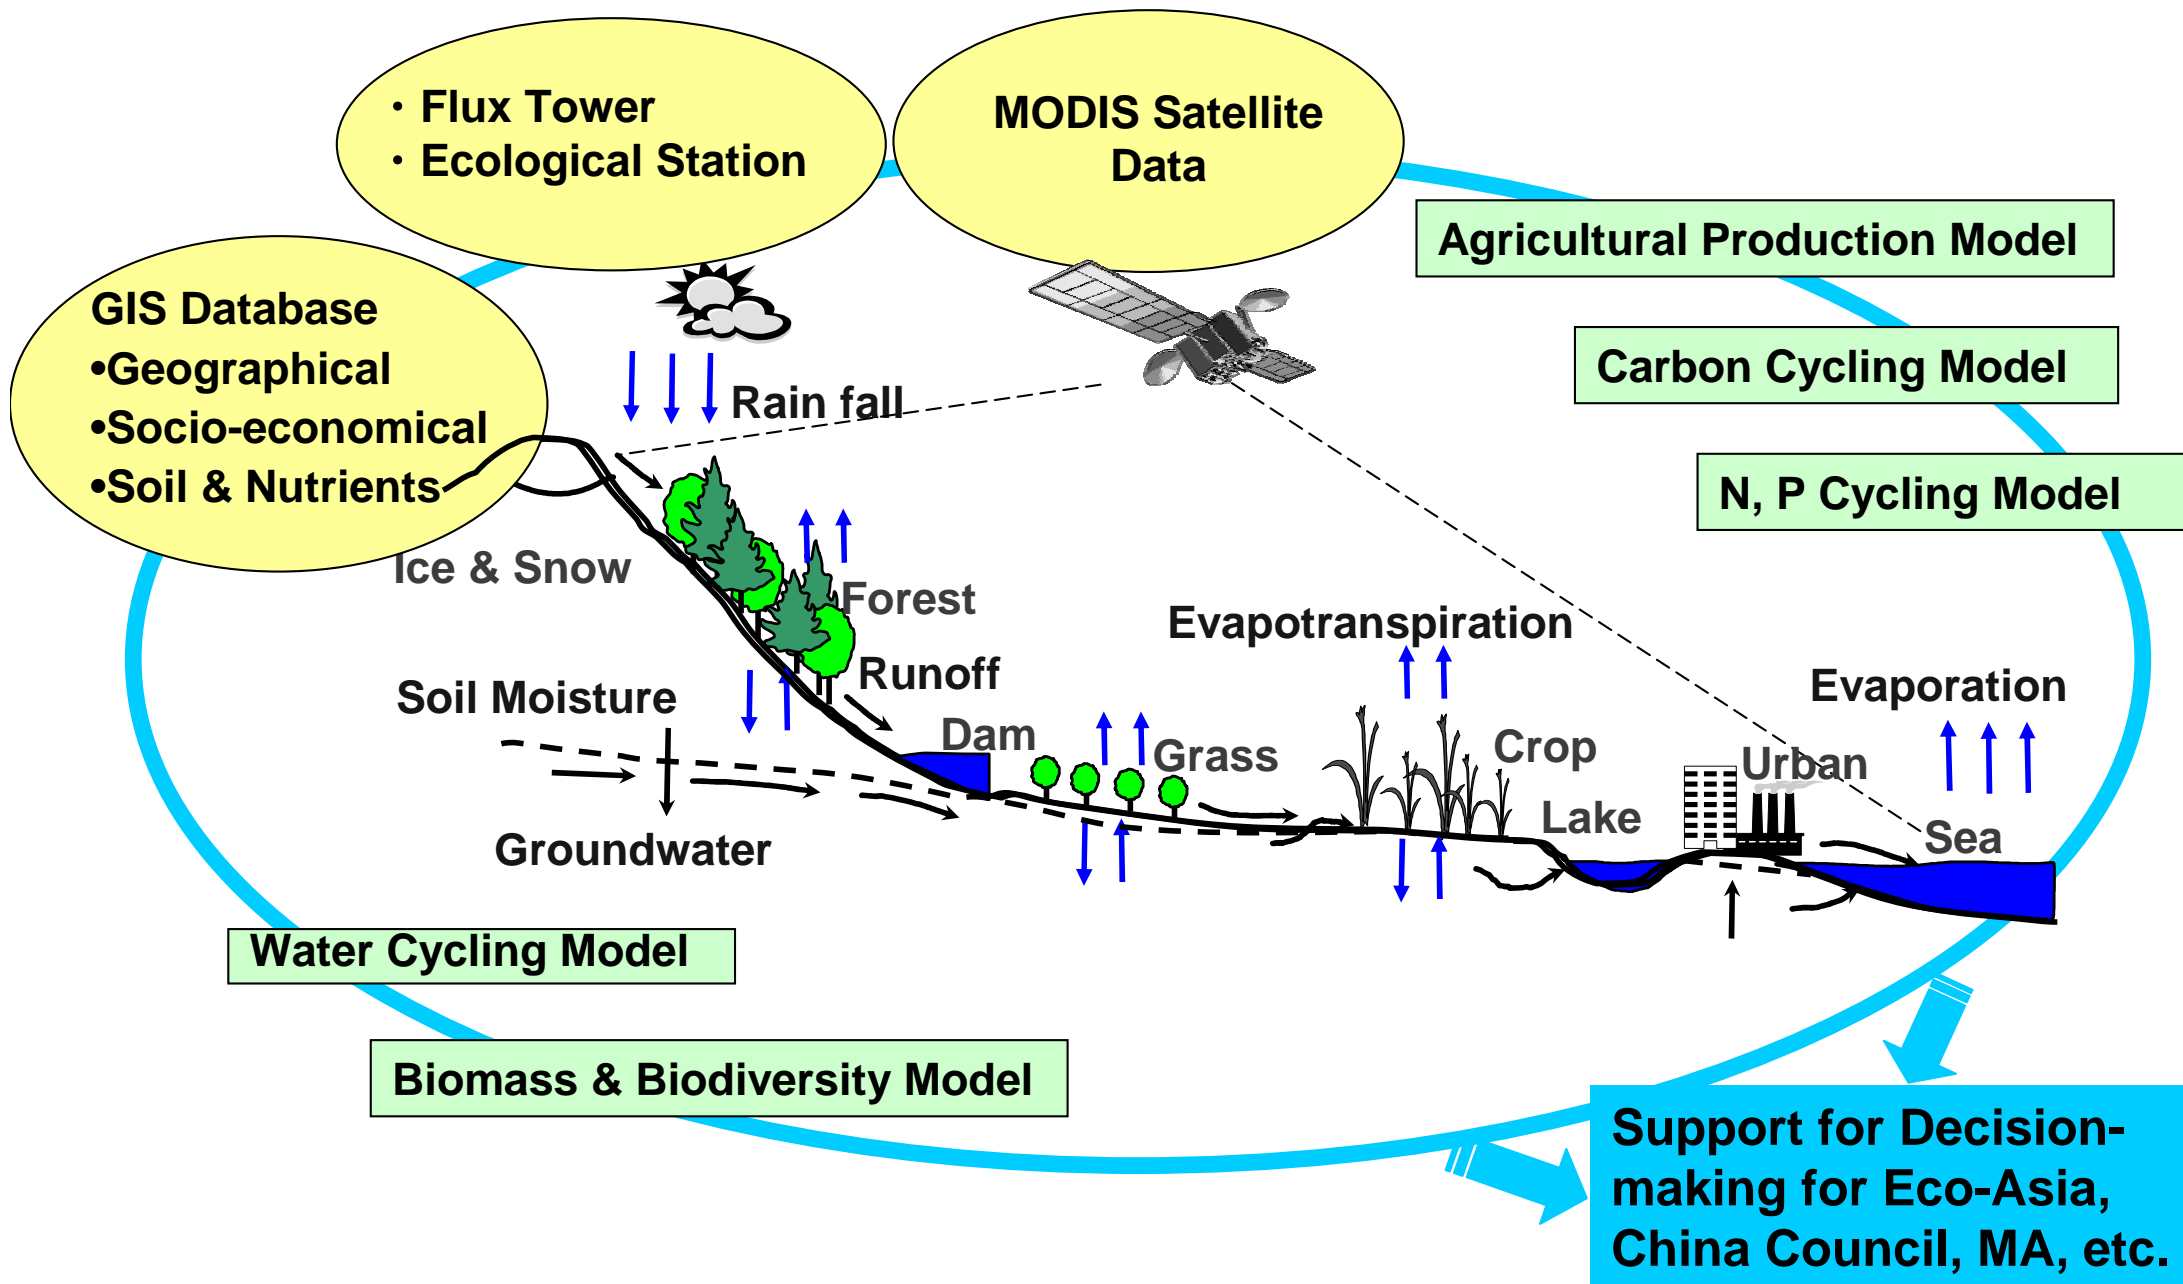 ・Flux Tower
・Ecological Station
MODIS Satellite
Data
Agricultural Production Model
GIS Database
•Geographical
•Socio-economical
•Soil & Nutrients
Carbon Cycling Model
Rain fall
N, P Cycling Model
Ice & Snow
Forest
Evapotranspiration
Runoff
Soil Moisture
Evaporation
Dam
Grass
Crop
Urban
Lake
Sea
Groundwater
Water Cycling Model
Biomass & Biodiversity Model
Support for Decision-
making for Eco-Asia,
China Council, MA, etc.